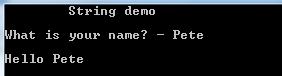 String demo
What is your name? - Pete
Hello Pete